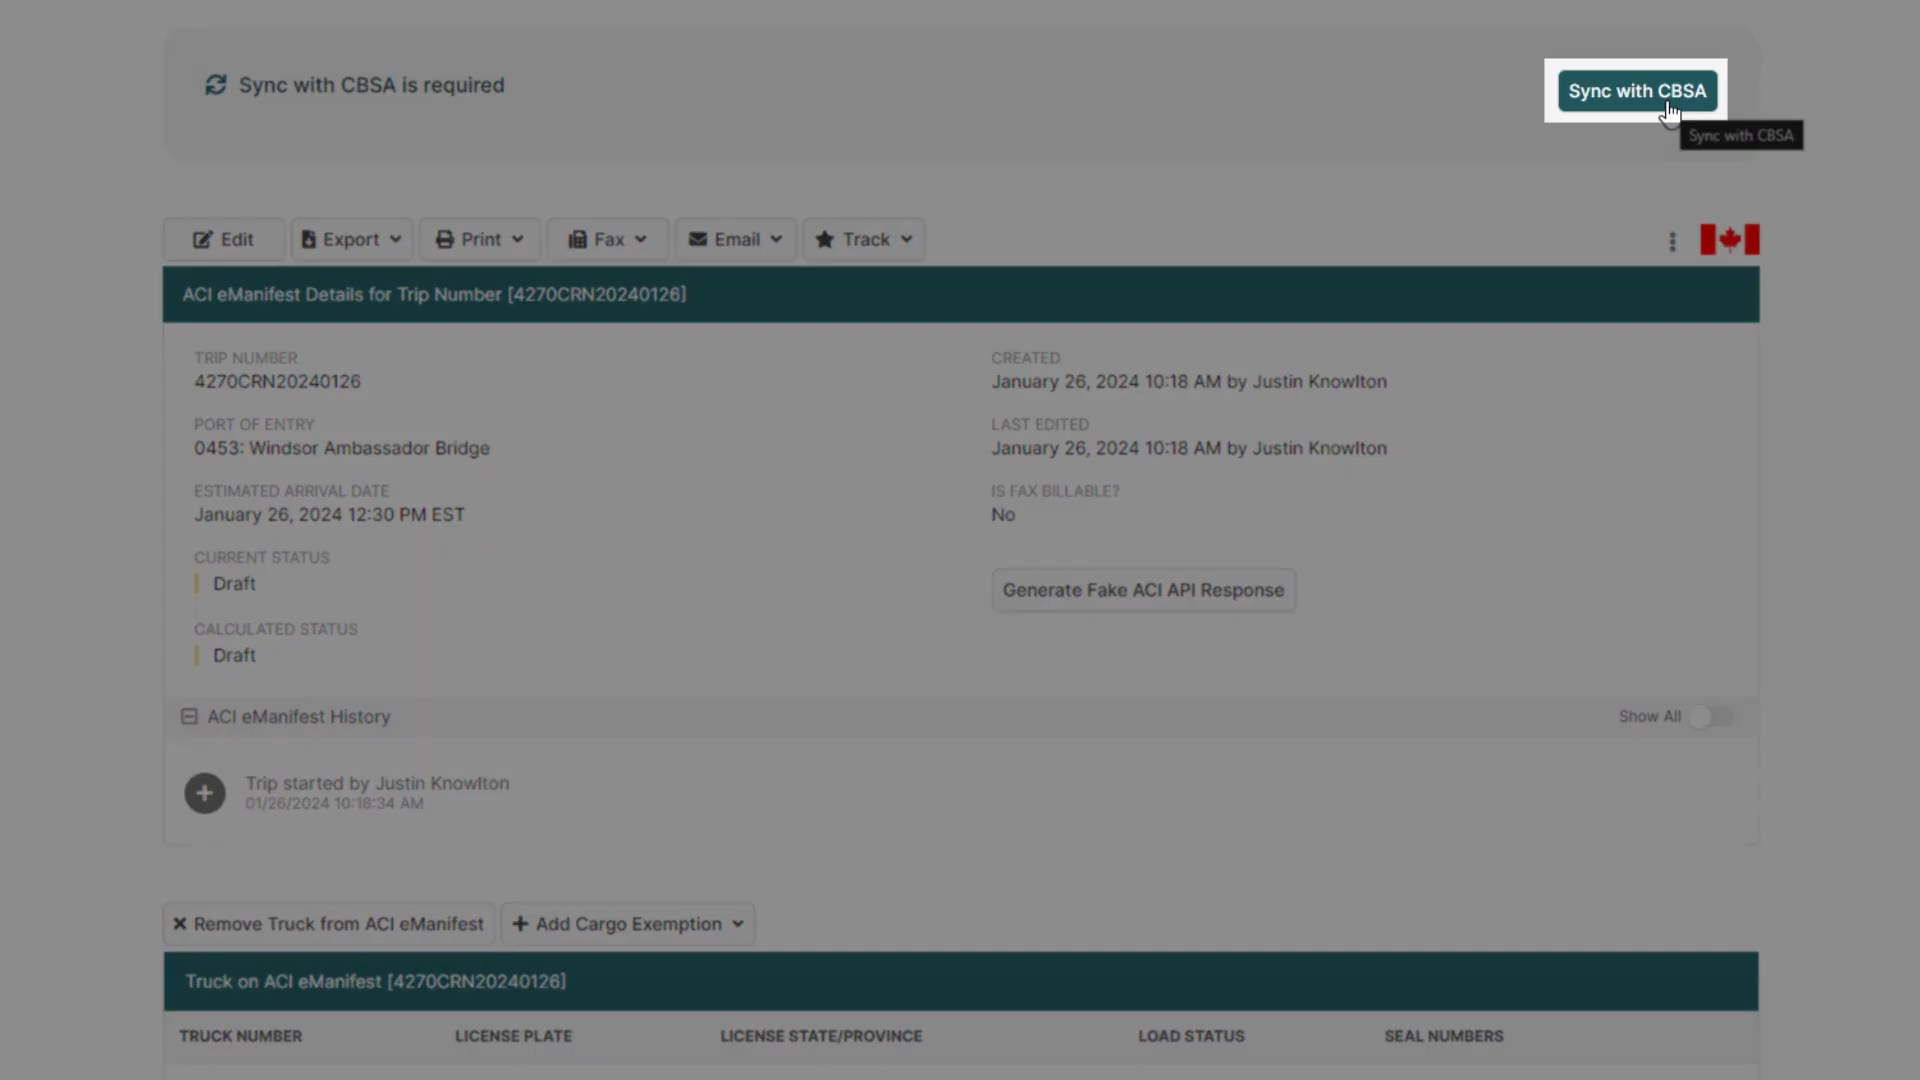 Sync with CBSA is required
Sync with CBSA
Sync with CBSA
Edit
Export
Print
Fax
Email
Track
ACI eManifest Details for Trip Number [4270CRN20240126]
TRIP NUMBER
4270CRN20240126
CREATED
January 26, 2024 10:18 AM by Justin Knowlton
PORT OF ENTRY
0453: Windsor Ambassador Bridge
LAST EDITED
January 26, 2024 10:18 AM by Justin Knowlton
ESTIMATED ARRIVAL DATE
January 26, 2024 12:30 PM EST
IS FAX BILLABLE?
No
CURRENT STATUS
Draft
Generate Fake ACI API Response
CALCULATED STATUS
Draft
ACI eManifest History
Show All
Trip started by Justin Knowlton
01/26/2024 10:18:34 AM
Remove Truck from ACI eManifest
Add Cargo Exemption
Truck on ACI eManifest [4270CRN20240126]
TRUCK NUMBER
LICENSE PLATE
LICENSE STATE/PROVINCE
LOAD STATUS
SEAL NUMBERS